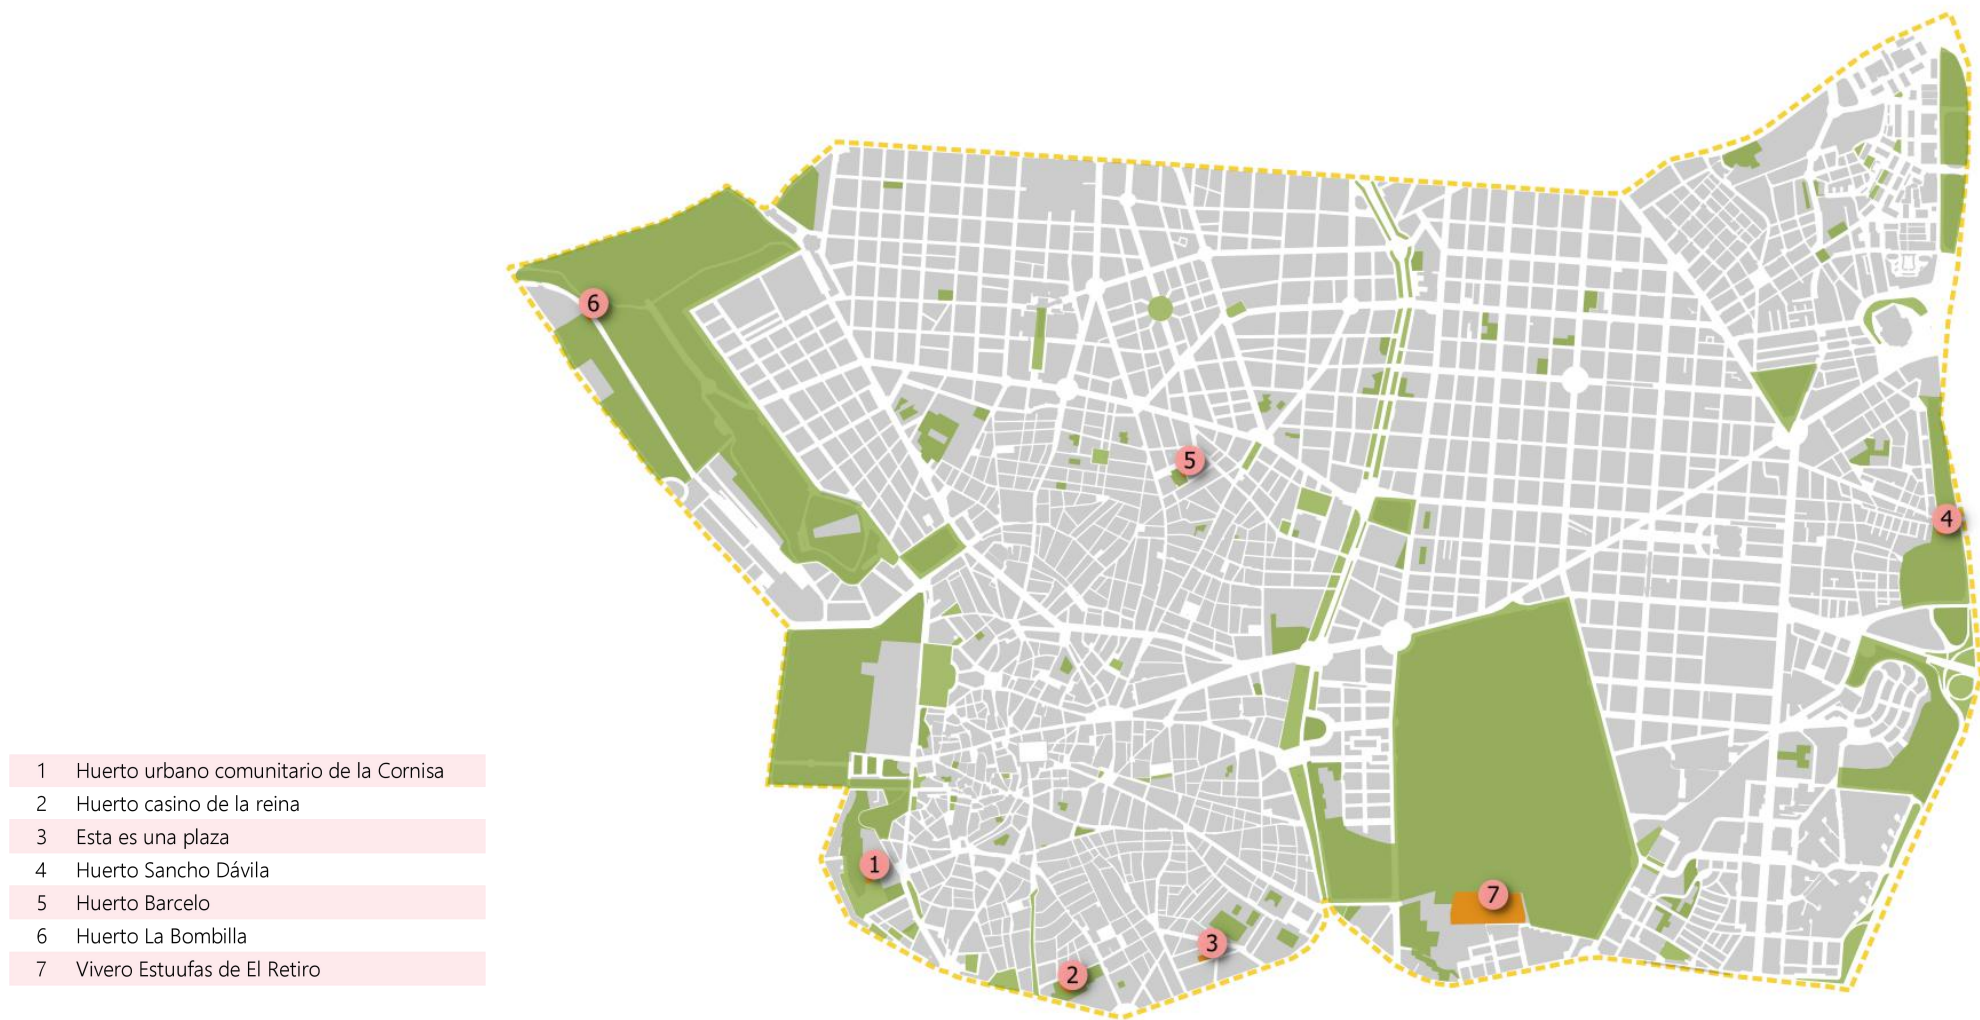 6
5
4
1 Huerto urbano comunitario de la Cornisa
2 Huerto casino de la reina
3 Esta es una plaza
4 Huerto Sancho Dávila
5 Huerto Barcelo
6 Huerto La Bombilla
7 Vivero Estuufas de El Retiro
1
7
3
2